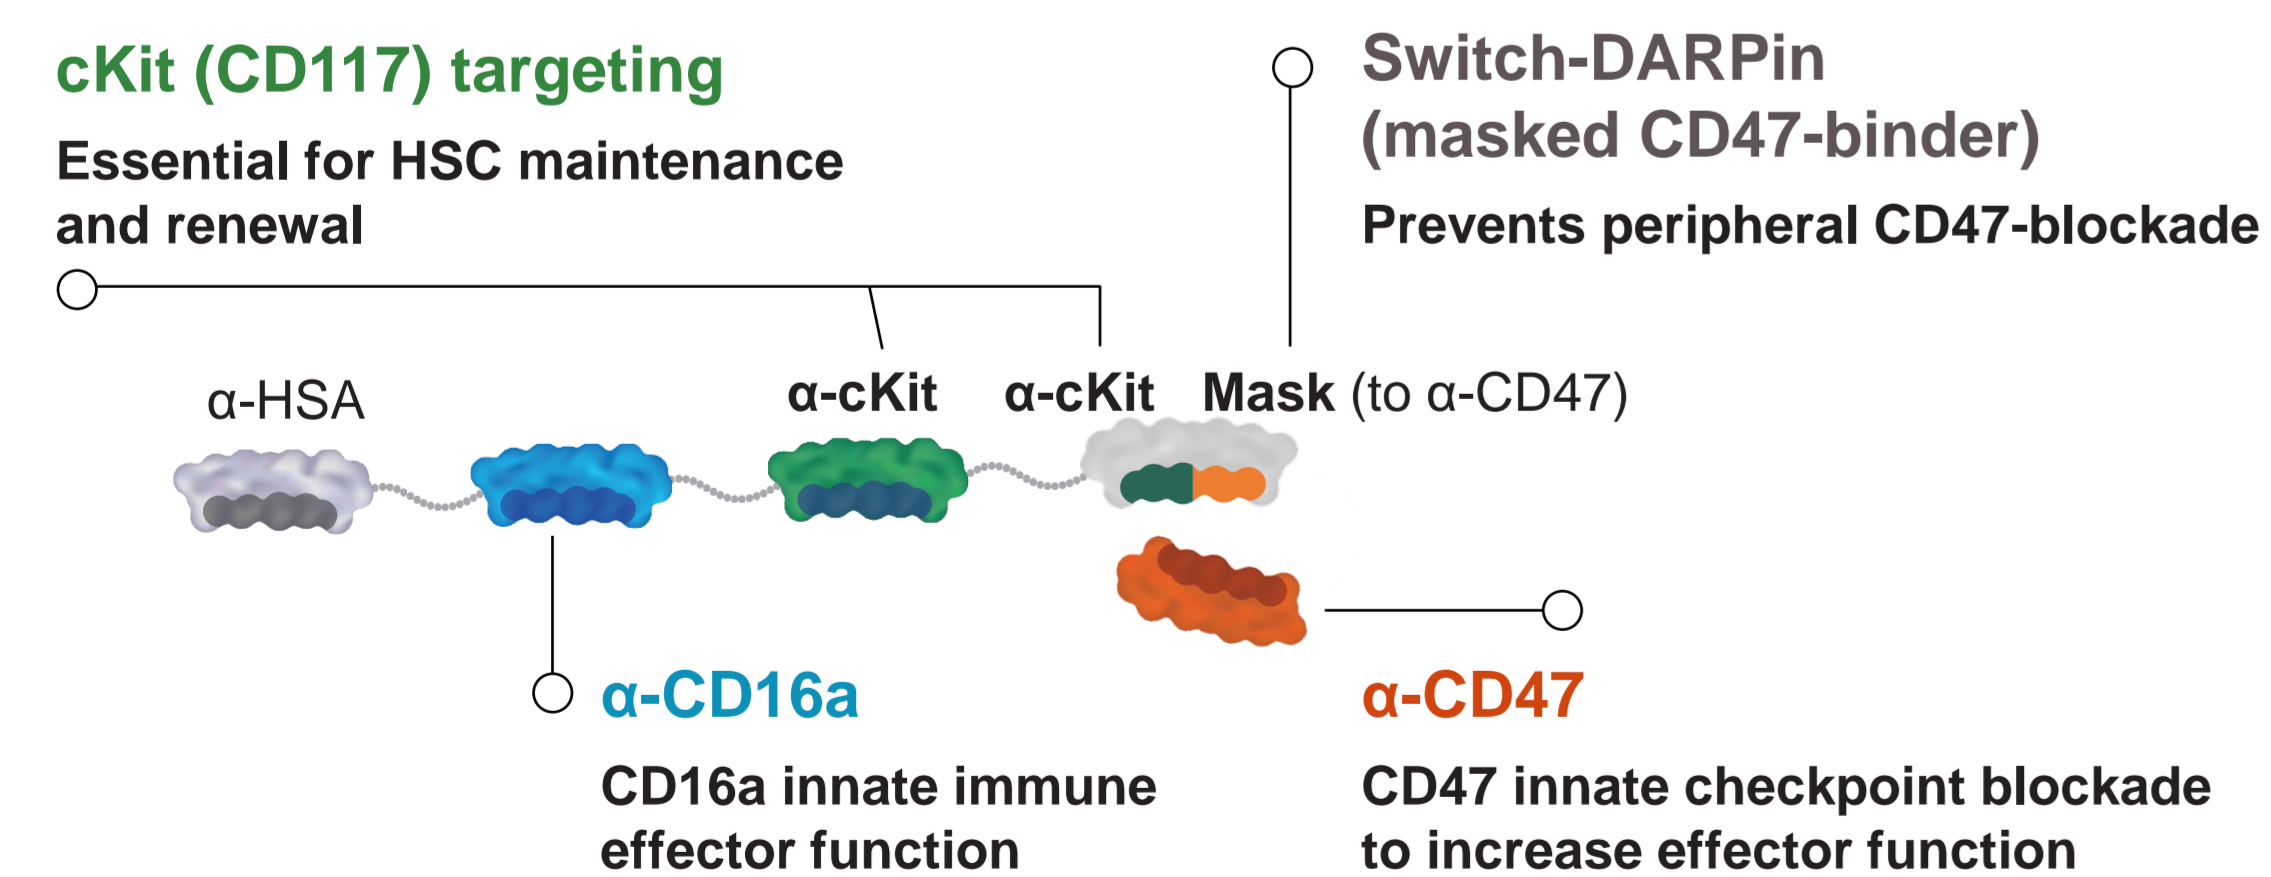 cKit (CD117) targeting
Essential for HSC maintenance
and renewal
Switch-DARPin
(masked CD47-binder)
Prevents peripheral CD47-blockade
α-HSA
α-cKit
α-cKit
Mask (to α-CD47)
α-CD16a
CD16a innate immune
effector function
α-CD47
CD47 innate checkpoint blockade
to increase effector function